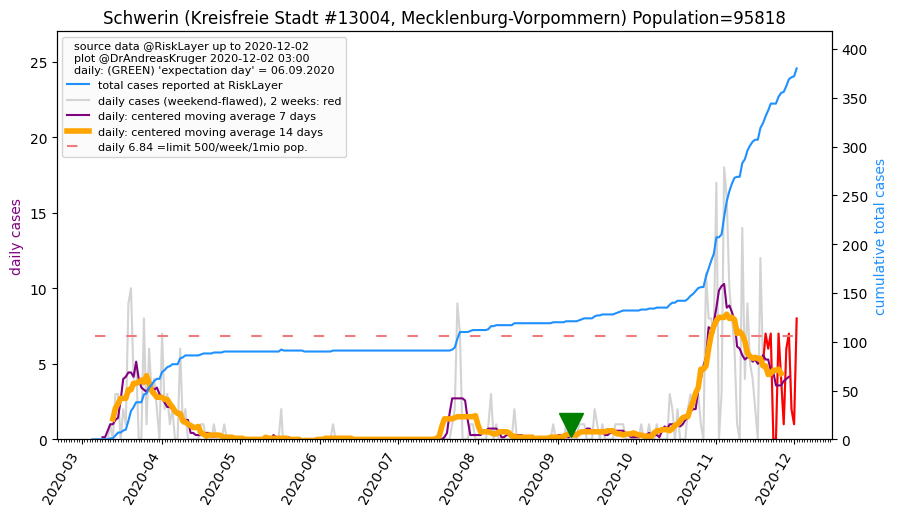 Schwerin (Kreisfreie Stadt #13004, Mecklenburg-Vorpommern) Population=95818
source data @RiskLayer up to 2020-12-02
plot @DrAndreasKruger 2020-12-02 03:00
daily: (GREEN) 'expectation day' = 06.09.2020
total cases reported at RiskLayer
daily cases (weekend-flawed), 2 weeks: red
daily: centered moving average 7 days
daily: centered moving average 14 days
daily 6.84 =limit 500/week/1mio pop.
daily cases
25
20
15
10
5
0
cumulative total cases
400
350
300
250
200
150
100
50
0
2020-03
2020-04
2020-05
2020-06
2020-07
2020-08
2020-09
2020-10
2020-11
2020-12